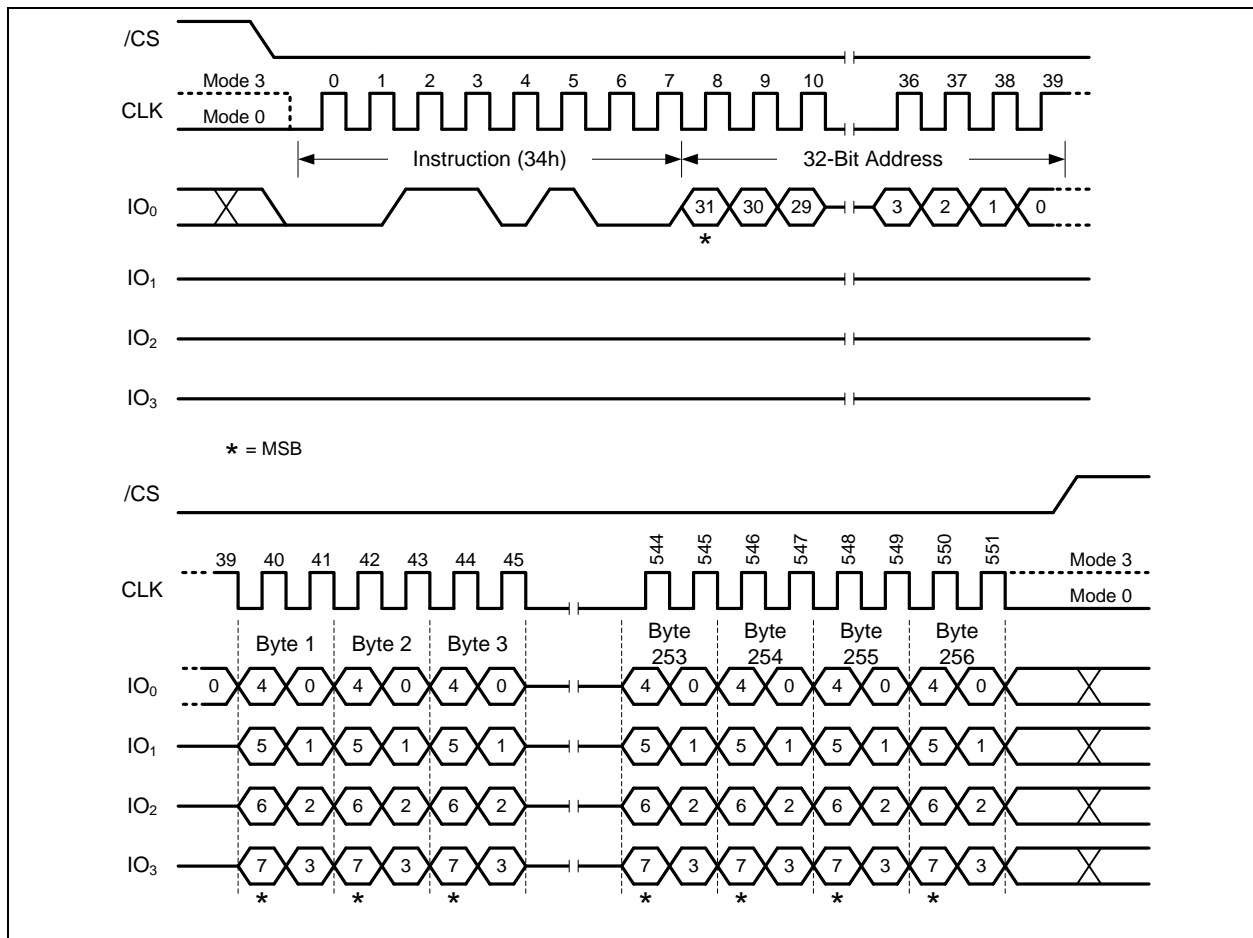 /CS
Mode 3 0 1 2 3 4 5 6 7 8 9 10 36 37 38 39
CLK Mode 0
Instruction (34h) 32-Bit Address
IO₀ 31 30 29 3 2 1 0
*
IO₁
IO₂
IO₃
* = MSB
/CS
39 40 41 42 43 44 45 544 545 546 547 548 549 550 551 Mode 3
CLK Mode 0
Byte 1 Byte 2 Byte 3 Byte 253 Byte 254 Byte 255 Byte 256
IO₀ 0 4 0 4 0 4 0 4 0 4 0 4 0 4 0
IO₁ 5 1 5 1 5 1 5 1 5 1 5 1 5 1
IO₂ 6 2 6 2 6 2 6 2 6 2 6 2 6 2
IO₃ 7 3 7 3 7 3 7 3 7 3 7 3 7 3
* * * * * * *